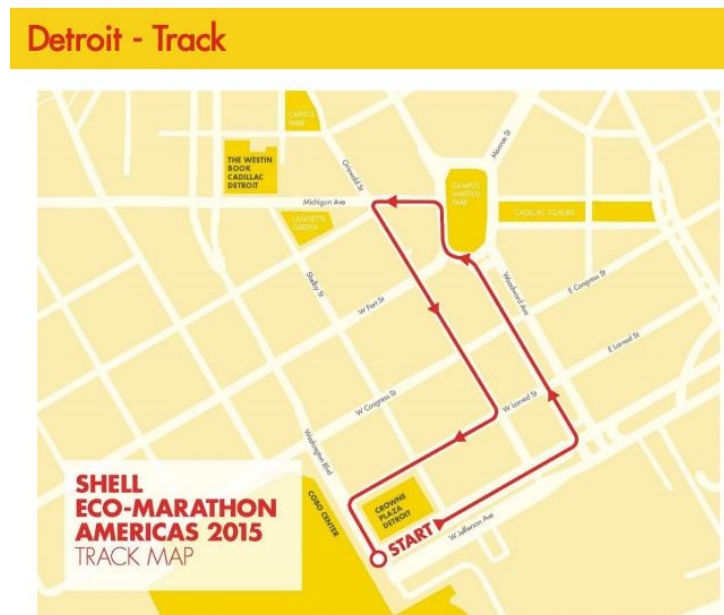 Detroit - Track
CAPITUS
PARK
THE WESTIN
BOOK
CADILLAC
DETROIT
Griswold St
Monroe St
CAMPUS
MARTIUS
PARK
Michigan Ave
LAFAYETTE
GREENS
CADILLAC SQUARE
Shelby St
Woodward Ave
E Congress St
W Fort St
E Larned St
W Congress St
W Larned St
Washington Blvd
SHELL
ECO-MARATHON
AMERICAS 2015
TRACK MAP
COBO CENTER
CROWNE
PLAZA
DETROIT
START
W Jefferson Ave